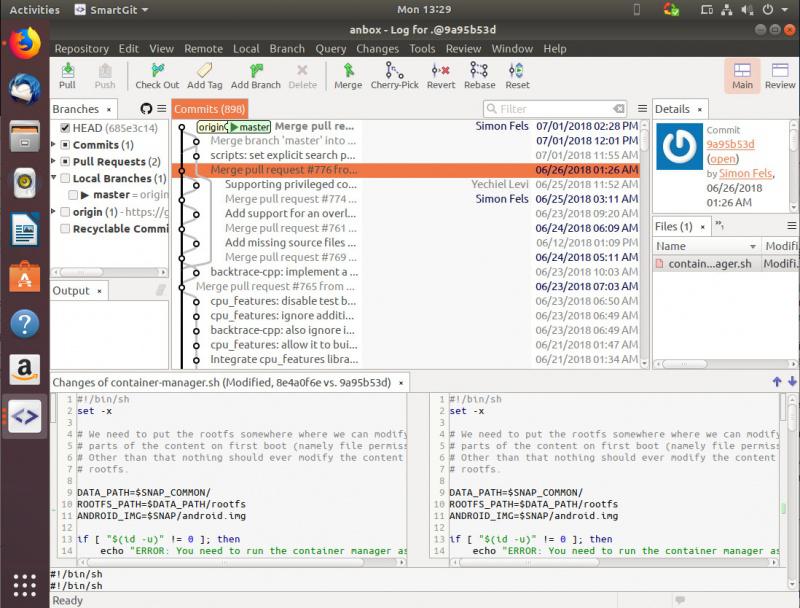 Activities SmartGit Mon 13:29
anbox - Log for .@9a95b53d
Repository Edit View Remote Local Branch Query Changes Tools Review Window Help
Pull Push Check Out Add Tag Add Branch Delete Merge Cherry-Pick Revert Rebase Reset Main Review
Branches
HEAD (685e3c14)
Commits (1)
Pull Requests (2)
Local Branches (1)
master = origin
origin (1) - https://g
Recyclable Commi
Output
Commits (898) Filter
origin master Merge pull re... Simon Fels 07/01/2018 02:28 PM
Merge branch 'master' into ... 07/01/2018 12:01 PM
scripts: set explicit search p... 07/01/2018 11:55 AM
Merge pull request #776 fro... 06/26/2018 01:26 AM
Supporting privileged co... Yechiel Levi 06/25/2018 11:52 AM
Merge pull request #774 ... Simon Fels 06/25/2018 03:11 AM
Add support for an overl... 06/23/2018 09:20 AM
Merge pull request #761 ... 06/24/2018 06:09 AM
Add missing source files ... 06/12/2018 01:09 PM
Merge pull request #769 ... 06/24/2018 05:11 AM
backtrace-cpp: implement a ... 06/23/2018 10:03 AM
Merge pull request #765 from ... 06/23/2018 07:03 AM
cpu_features: disable test b... 06/23/2018 06:50 AM
cpu_features: ignore additi... 06/23/2018 06:49 AM
backtrace-cpp: also ignore i... 06/23/2018 06:49 AM
cpu_features: allow it to bui... 06/21/2018 01:47 AM
Integrate cpu_features libra... 06/21/2018 01:34 AM
Details
Commit
9a95b53d
(open)
by Simon Fels,
06/26/2018
01:26 AM
Files (1)
Name Modifi
contain...ager.sh Modifi
Changes of container-manager.sh (Modified, 8e4a0f6e vs. 9a95b53d)
1 #!/bin/sh
2 set -x
3
4 # We need to put the rootfs somewhere where we can modify
5 # parts of the content on first boot (namely file permis
6 # Other than that nothing should ever modify the content
7 # rootfs.
8
9 DATA_PATH=$SNAP_COMMON/
10 ROOTFS_PATH=$DATA_PATH/rootfs
11 ANDROID_IMG=$SNAP/android.img
12
13 if [ "$(id -u)" != 0 ]; then
14 echo "ERROR: You need to run the container manager as
1 #!/bin/sh
2 set -x
3
4 # We need to put the rootfs somewhere where we can modify
5 # parts of the content on first boot (namely file permiss
6 # Other than that nothing should ever modify the content
7 # rootfs.
8
9 DATA_PATH=$SNAP_COMMON/
10 ROOTFS_PATH=$DATA_PATH/rootfs
11 ANDROID_IMG=$SNAP/android.img
12
13 if [ "$(id -u)" != 0 ]; then
14 echo "ERROR: You need to run the container manager as
#!/bin/sh
#!/bin/sh
Ready